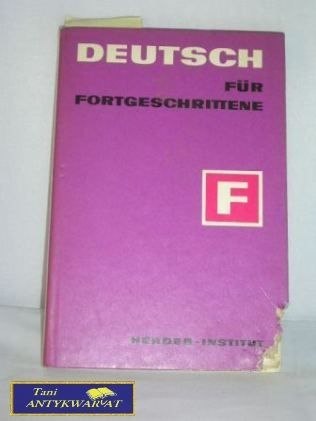 DEUTSCH
FÜR
FORTGESCHRITTENE
F
HERDER-INSTITUT
Tani
ANTYKWARIAT